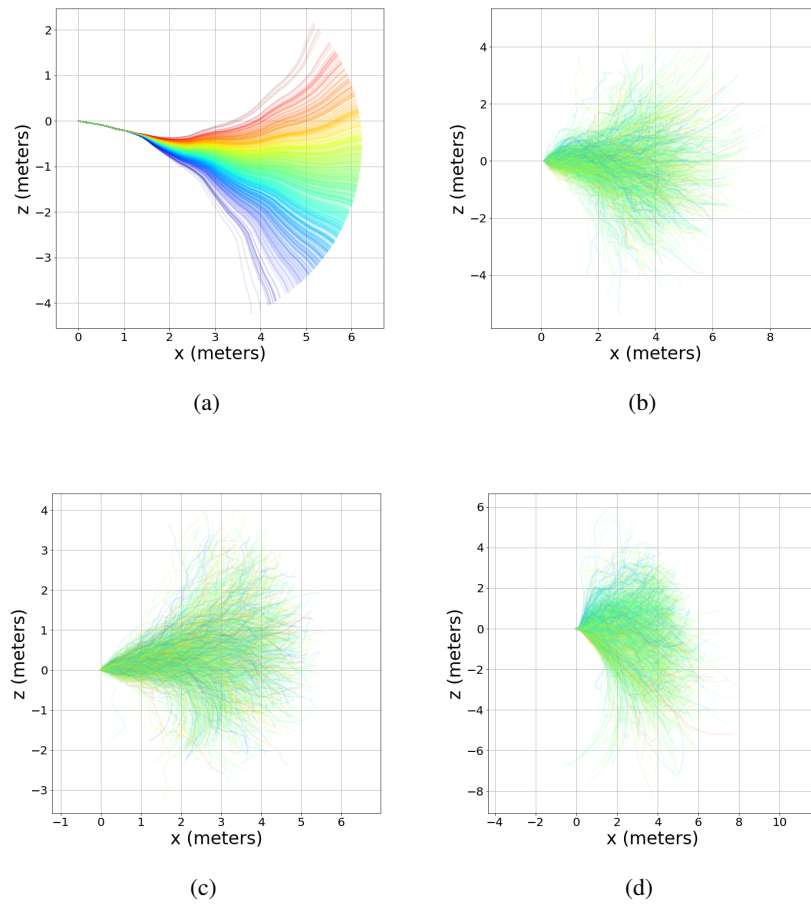 2
1
0
−1
−2
−3
−4
z (meters)
0 1 2 3 4 5 6
x (meters)
(a)
4
2
0
−2
−4
z (meters)
0 2 4 6 8
x (meters)
(b)
4
3
2
1
0
−1
−2
−3
z (meters)
−1 0 1 2 3 4 5 6
x (meters)
(c)
6
4
2
0
−2
−4
−6
−8
z (meters)
−4 −2 0 2 4 6 8 10
x (meters)
(d)